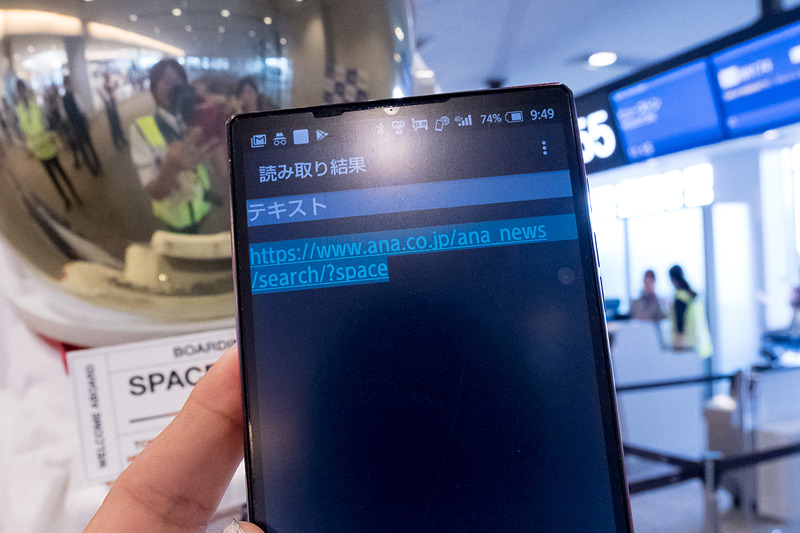 74%
9:49
読み取り結果
テキスト
https://www.ana.co.jp/ana_news
/search/?space
55
BOARDI
SPACE
WELCOME ABOARD